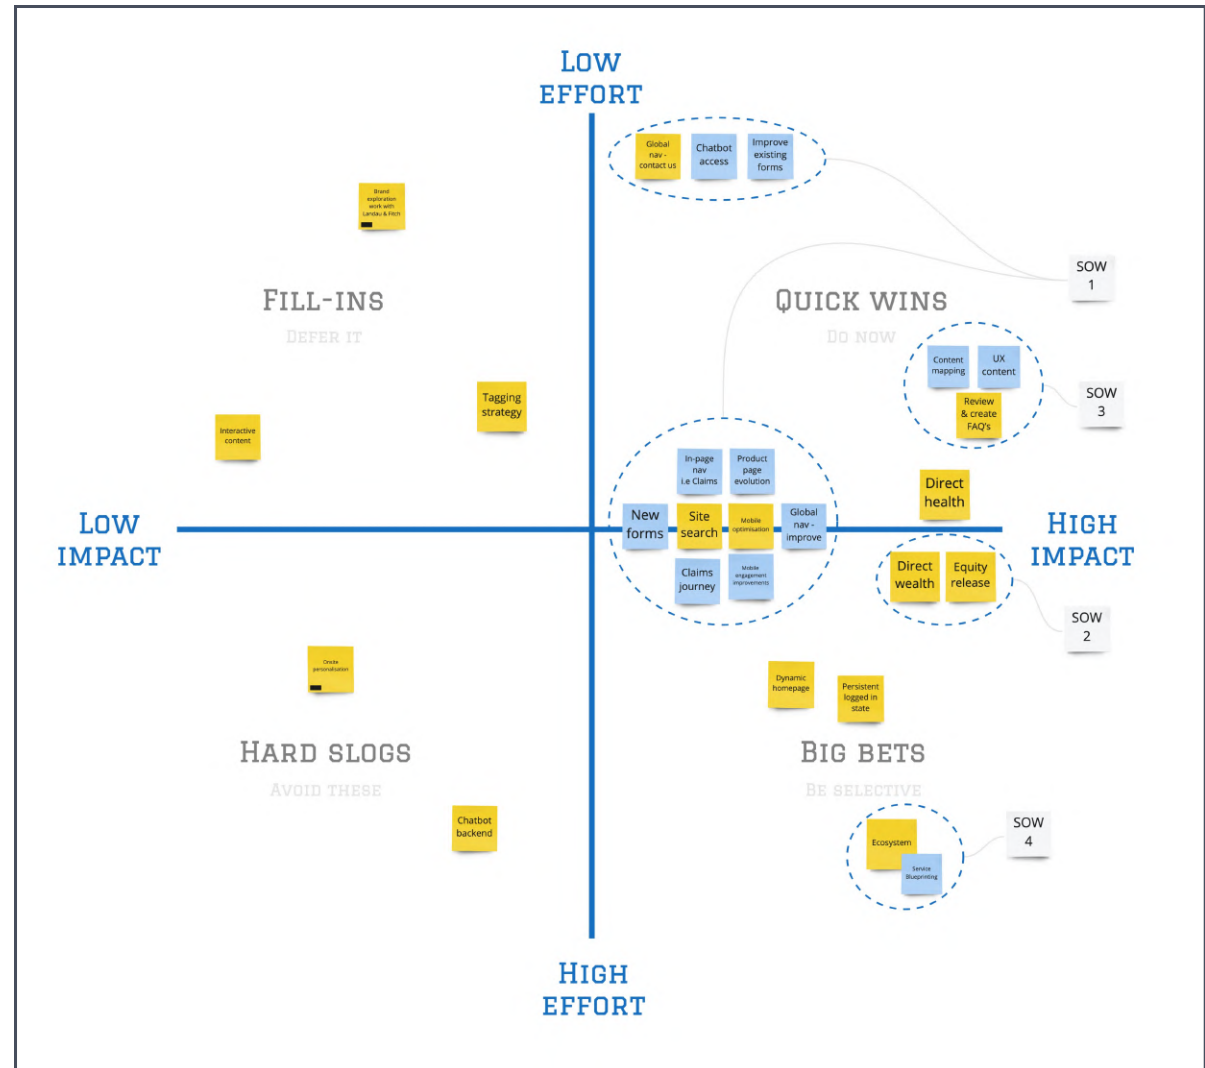 LOW
EFFORT
Global
nav -
contact us
Chatbot
access
Improve
existing
forms
Brand
exploration
work with
Landau & Fitch
SOW
1
FILL-INS
DEFER IT
QUICK WINS
DO NOW
Content
mapping
UX
content
Review
& create
FAQ's
SOW
3
Tagging
strategy
Interactive
content
In-page
nav
i.e Claims
Product
page
evolution
Direct
health
New
forms
Site
search
Mobile
optimisation
Global
nav -
improve
LOW
IMPACT
HIGH
IMPACT
Claims
journey
Mobile
engagement
improvements
Direct
wealth
Equity
release
SOW
2
Onsite
personalisation
Dynamic
homepage
Persistent
logged in
state
HARD SLOGS
AVOID THESE
BIG BETS
BE SELECTIVE
Chatbot
backend
Ecosystem
Service
Blueprinting
SOW
4
HIGH
EFFORT